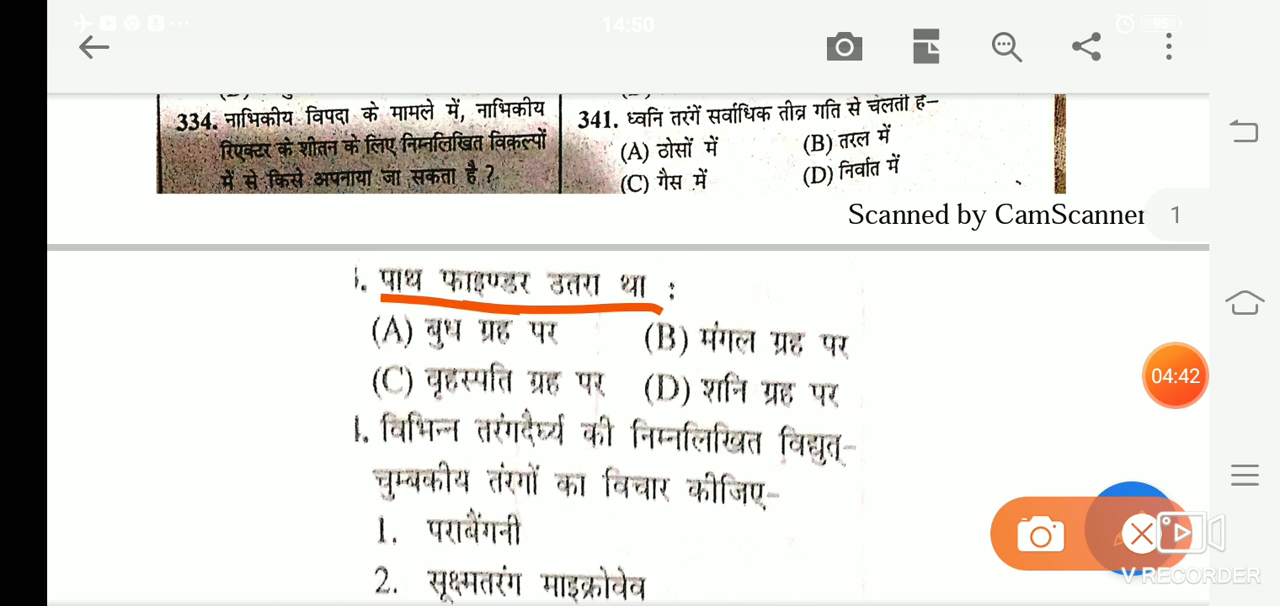 14:50
95
334. नाभिकीय विपदा के मामले में, नाभिकीय
रिएक्टर के शीतन के लिए निम्नलिखित विकल्पों
में से किसे अपनाया जा सकता है ?
341. ध्वनि तरंगें सर्वाधिक तीव्र गति से चलती हैं–
(A) ठोसों में (B) तरल में
(C) गैस में (D) निर्वात में
Scanned by CamScanner
1
पाथ फाइण्डर उतरा था :
(A) बुध ग्रह पर (B) मंगल ग्रह पर
(C) वृहस्पति ग्रह पर (D) शनि ग्रह पर
04:42
विभिन्न तरंगदैर्घ्य की निम्नलिखित विद्युत्–
चुम्बकीय तंरगों का विचार कीजिए–
1. पराबैंगनी
2. सूक्ष्मतरंग माइक्रोवेव
V RECORDER